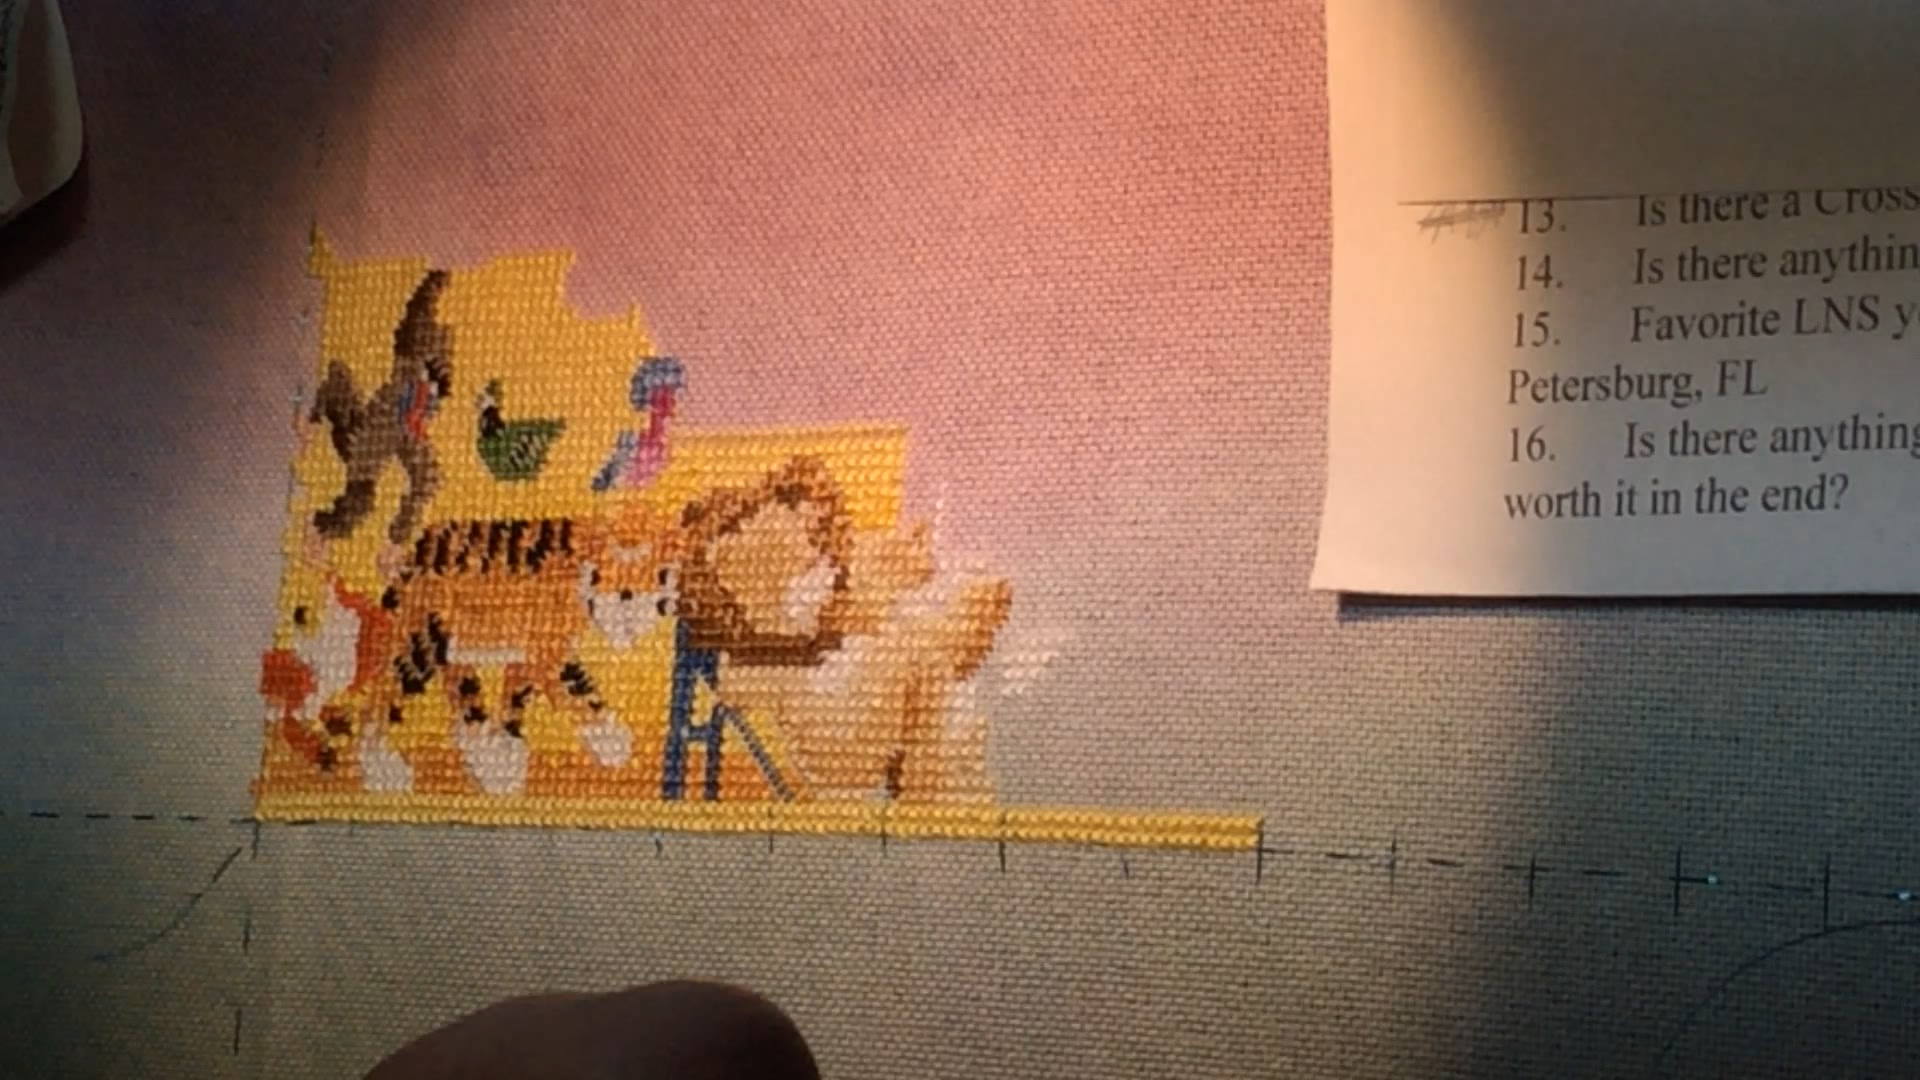 13. Is there a Cross
14. Is there anythin
15. Favorite LNS y
Petersburg, FL
16. Is there anything
worth it in the end?